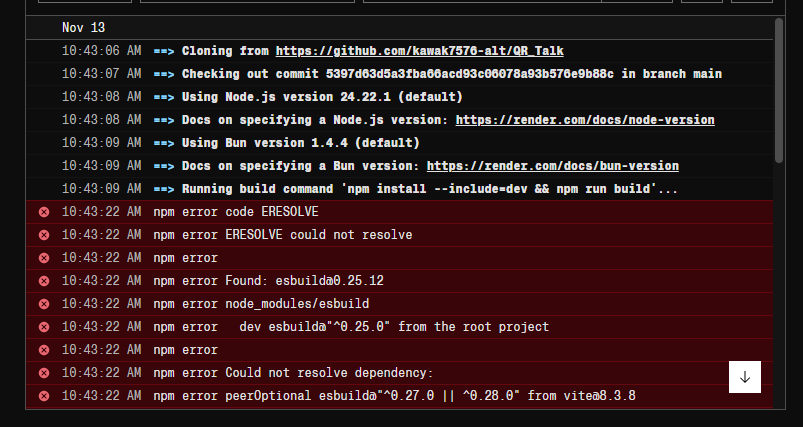 Nov 13
10:43:06 AM ==> Cloning from https://github.com/kawak7576-alt/QR_Talk
10:43:07 AM ==> Checking out commit 5397d63d5a3fba66acd93c06078a93b576e9b88c in branch main
10:43:08 AM ==> Using Node.js version 24.22.1 (default)
10:43:08 AM ==> Docs on specifying a Node.js version: https://render.com/docs/node-version
10:43:09 AM ==> Using Bun version 1.4.4 (default)
10:43:09 AM ==> Docs on specifying a Bun version: https://render.com/docs/bun-version
10:43:09 AM ==> Running build command 'npm install --include=dev && npm run build'...
10:43:22 AM npm error code ERESOLVE
10:43:22 AM npm error ERESOLVE could not resolve
10:43:22 AM npm error
10:43:22 AM npm error Found: esbuild@0.25.12
10:43:22 AM npm error node_modules/esbuild
10:43:22 AM npm error   dev esbuild@"^0.25.0" from the root project
10:43:22 AM npm error
10:43:22 AM npm error Could not resolve dependency:
10:43:22 AM npm error peerOptional esbuild@"^0.27.0 || ^0.28.0" from vite@8.3.8